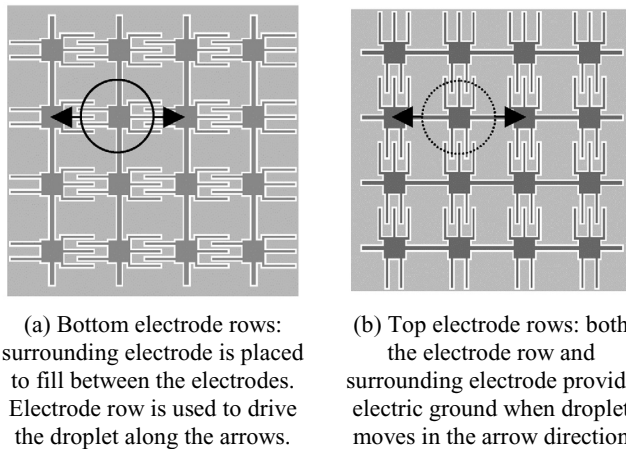 (a) Bottom electrode rows:
surrounding electrode is placed
to fill between the electrodes.
Electrode row is used to drive
the droplet along the arrows.
(b) Top electrode rows: both
the electrode row and
surrounding electrode provid
electric ground when droplet
moves in the arrow direction